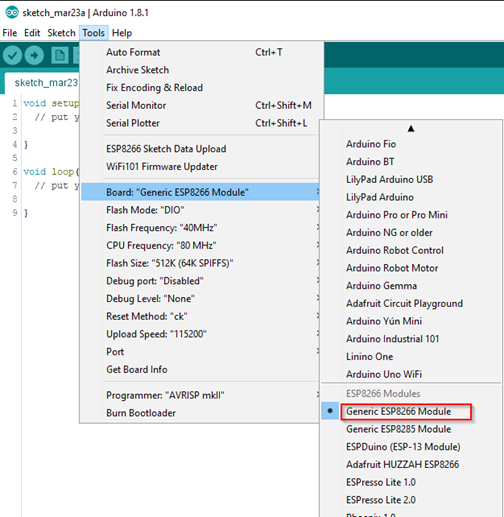 sketch_mar23a | Arduino 1.8.1
File Edit Sketch Tools Help
sketch_mar23
1 void setup
2 // put y
3
4 }
5
6 void loop(
7 // put y
8
9 }
Auto Format Ctrl+T
Archive Sketch
Fix Encoding & Reload
Serial Monitor Ctrl+Shift+M
Serial Plotter Ctrl+Shift+L
ESP8266 Sketch Data Upload
WiFi101 Firmware Updater
Board: "Generic ESP8266 Module"
Flash Mode: "DIO"
Flash Frequency: "40MHz"
CPU Frequency: "80 MHz"
Flash Size: "512K (64K SPIFFS)"
Debug port: "Disabled"
Debug Level: "None"
Reset Method: "ck"
Upload Speed: "115200"
Port
Get Board Info
Programmer: "AVRISP mkII"
Burn Bootloader
Arduino Fio
Arduino BT
LilyPad Arduino USB
LilyPad Arduino
Arduino Pro or Pro Mini
Arduino NG or older
Arduino Robot Control
Arduino Robot Motor
Arduino Gemma
Adafruit Circuit Playground
Arduino Yún Mini
Arduino Industrial 101
Linino One
Arduino Uno WiFi
ESP8266 Modules
Generic ESP8266 Module
Generic ESP8285 Module
ESPDuino (ESP-13 Module)
Adafruit HUZZAH ESP8266
ESPresso Lite 1.0
ESPresso Lite 2.0
Phoenix 1.0